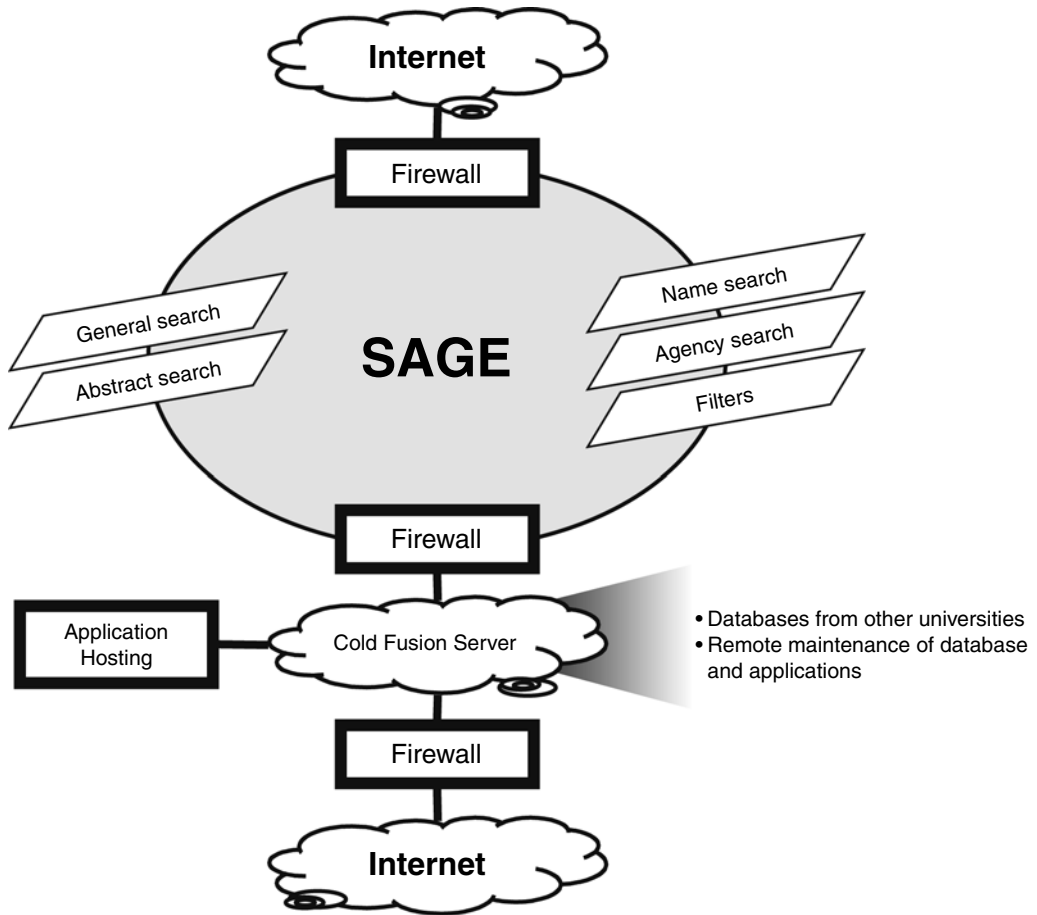 Internet
Firewall
General search
Abstract search
SAGE
Name search
Agency search
Filters
Firewall
Application
Hosting
Cold Fusion Server
• Databases from other universities
• Remote maintenance of database
and applications
Firewall
Internet